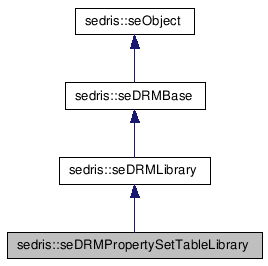 sedris::seObject
sedris::seDRMBase
sedris::seDRMLibrary
sedris::seDRMPropertySetTableLibrary